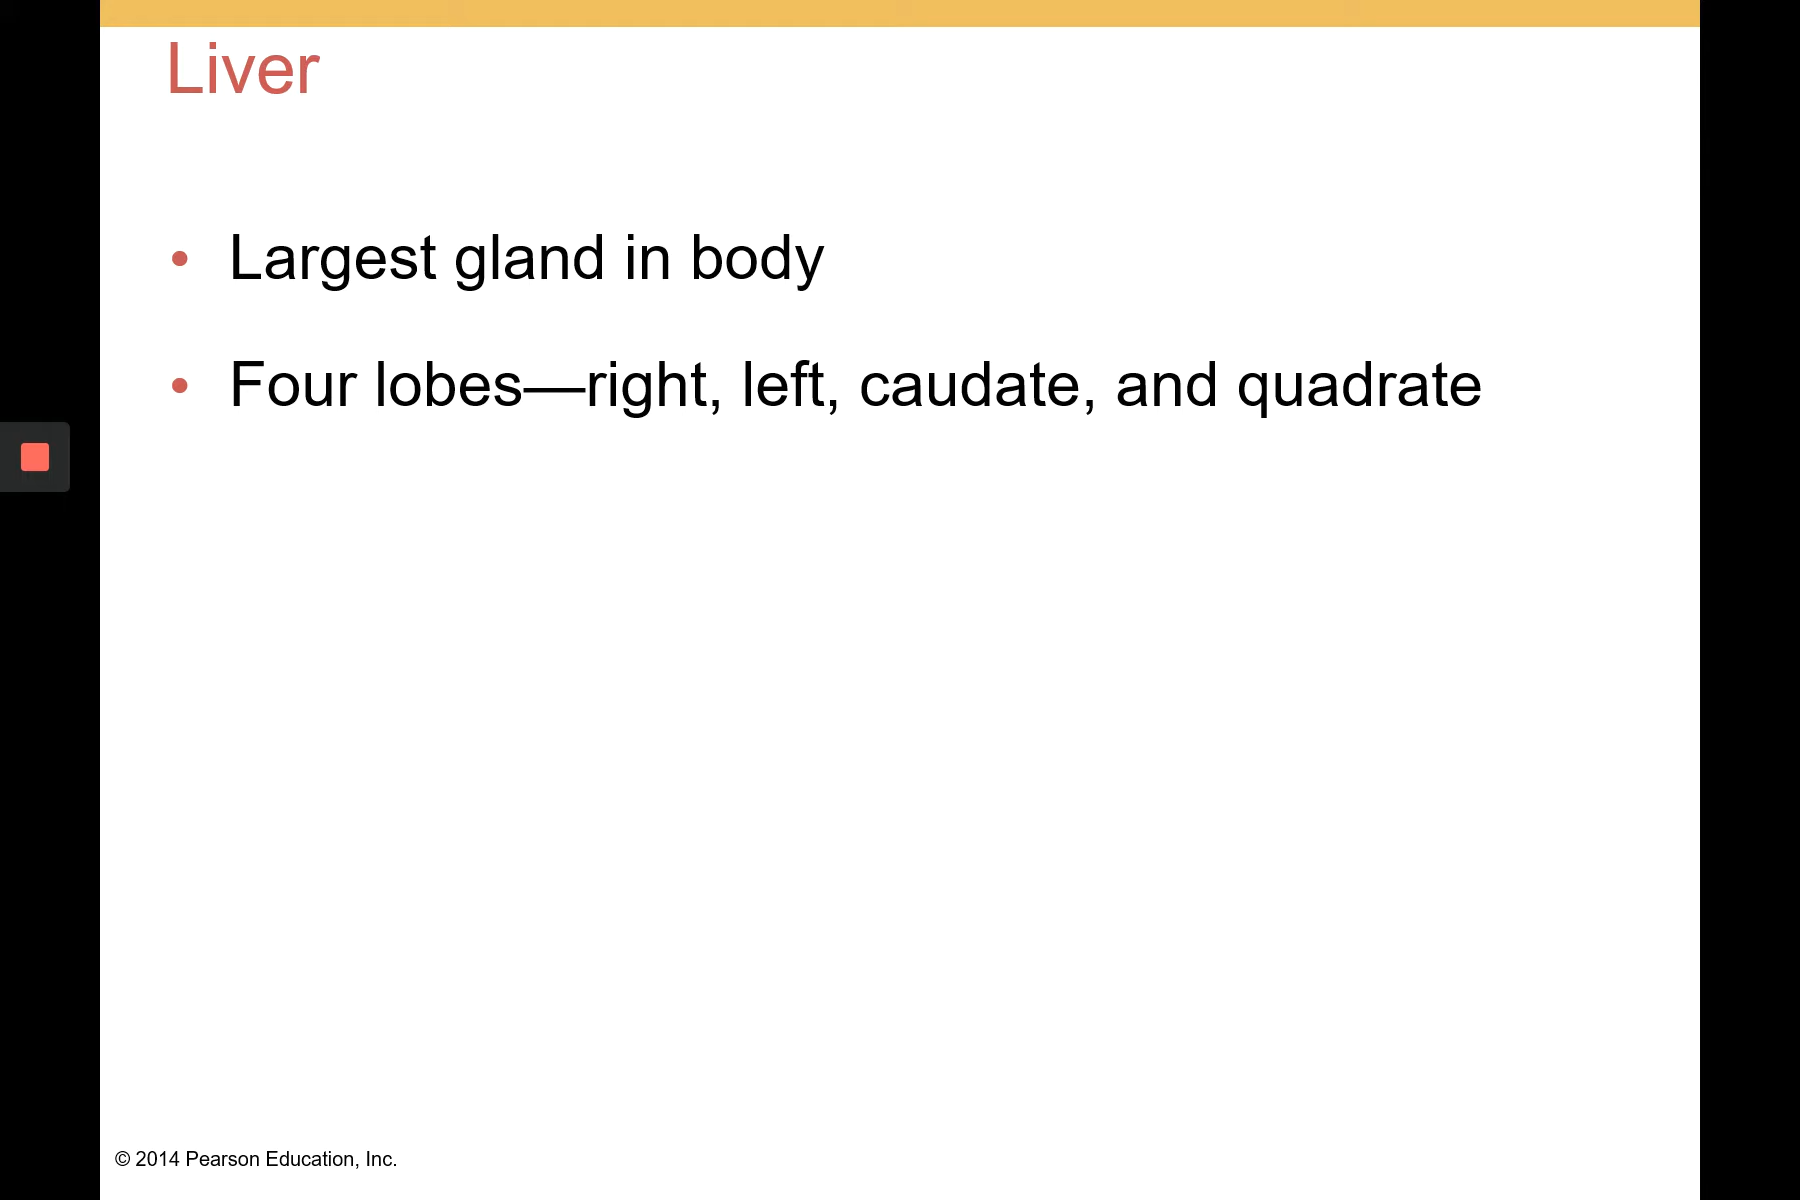 Liver
• Largest gland in body
• Four lobes—right, left, caudate, and quadrate
© 2014 Pearson Education, Inc.